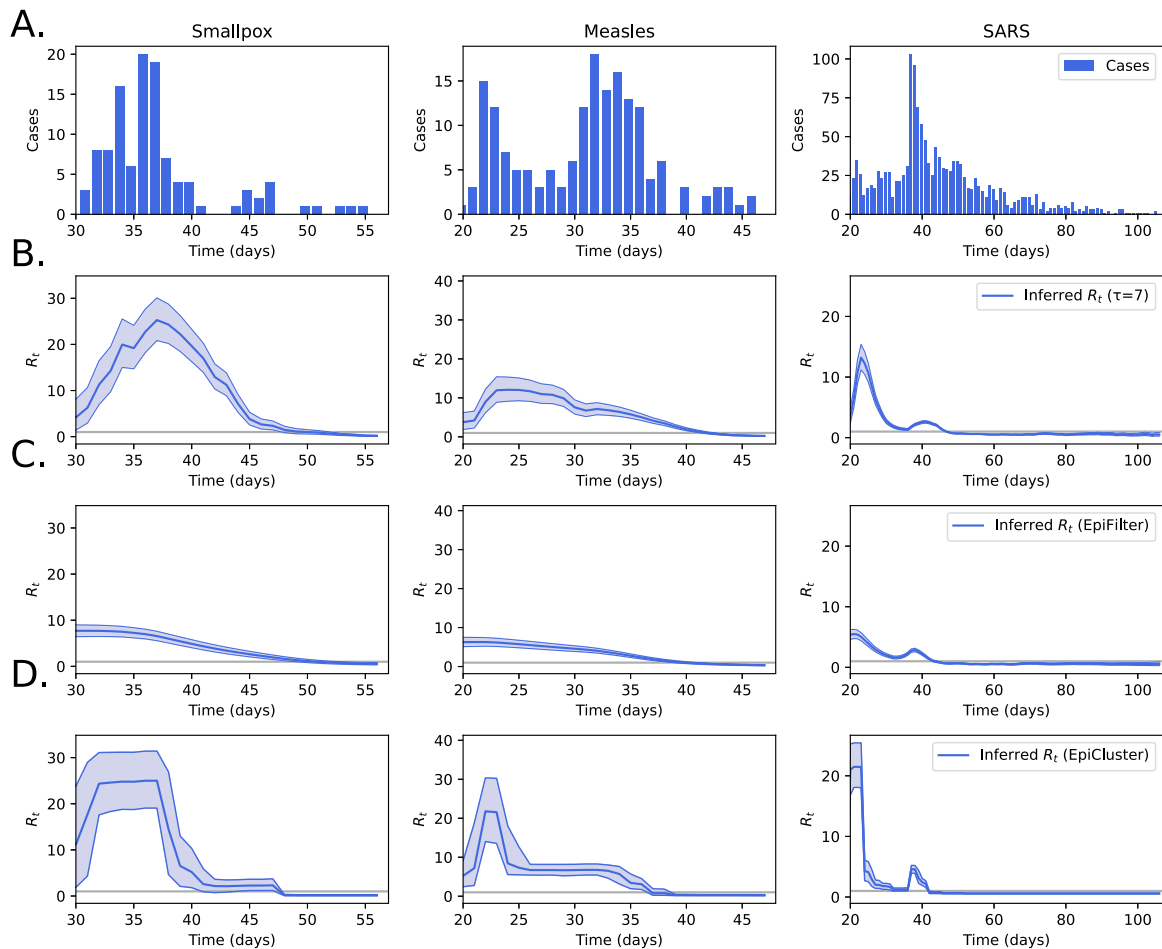 A.
Smallpox
Measles
SARS
Cases
20
15
10
5
0
30 35 40 45 50 55
Time (days)
Cases
15
10
5
0
20 25 30 35 40 45
Time (days)
Cases
100
75
50
25
0
20 40 60 80 100
Time (days)
Cases
B.
R_t
30
20
10
0
30 35 40 45 50 55
Time (days)
R_t
40
30
20
10
0
20 25 30 35 40 45
Time (days)
R_t
20
10
0
20 40 60 80 100
Time (days)
Inferred R_t (τ=7)
C.
R_t
30
20
10
0
30 35 40 45 50 55
Time (days)
R_t
40
30
20
10
0
20 25 30 35 40 45
Time (days)
R_t
20
10
0
20 40 60 80 100
Time (days)
Inferred R_t (EpiFilter)
D.
R_t
30
20
10
0
30 35 40 45 50 55
Time (days)
R_t
40
30
20
10
0
20 25 30 35 40 45
Time (days)
R_t
20
10
0
20 40 60 80 100
Time (days)
Inferred R_t (EpiCluster)